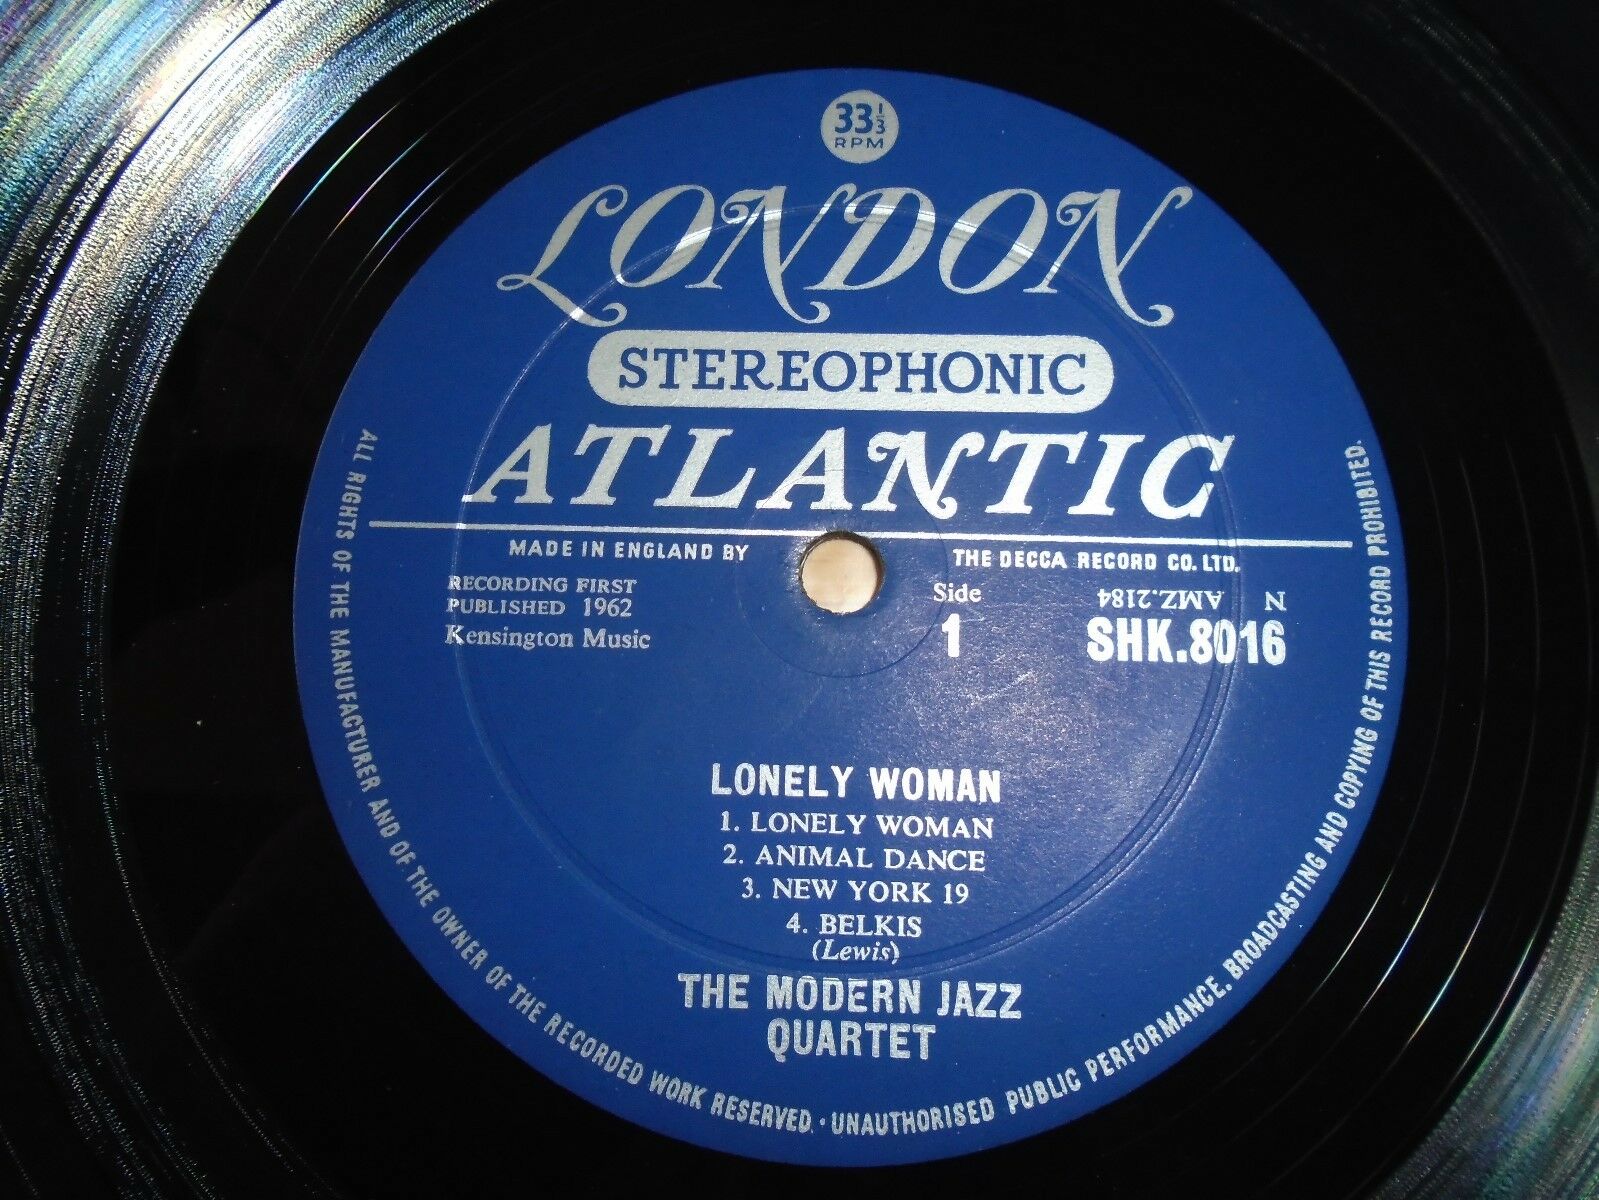 33 1/3
RPM
LONDON
STEREOPHONIC
ATLANTIC
MADE IN ENGLAND BY THE DECCA RECORD CO. LTD.
RECORDING FIRST
PUBLISHED 1962
Kensington Music
Side
1
N AMZ.2184
SHK.8016
LONELY WOMAN
1. LONELY WOMAN
2. ANIMAL DANCE
3. NEW YORK 19
4. BELKIS
(Lewis)
THE MODERN JAZZ
QUARTET
ALL RIGHTS OF THE MANUFACTURER AND OF THE OWNER OF THE RECORDED WORK RESERVED. · UNAUTHORISED PUBLIC PERFORMANCE. BROADCASTING AND COPYING OF THIS RECORD PROHIBITED.